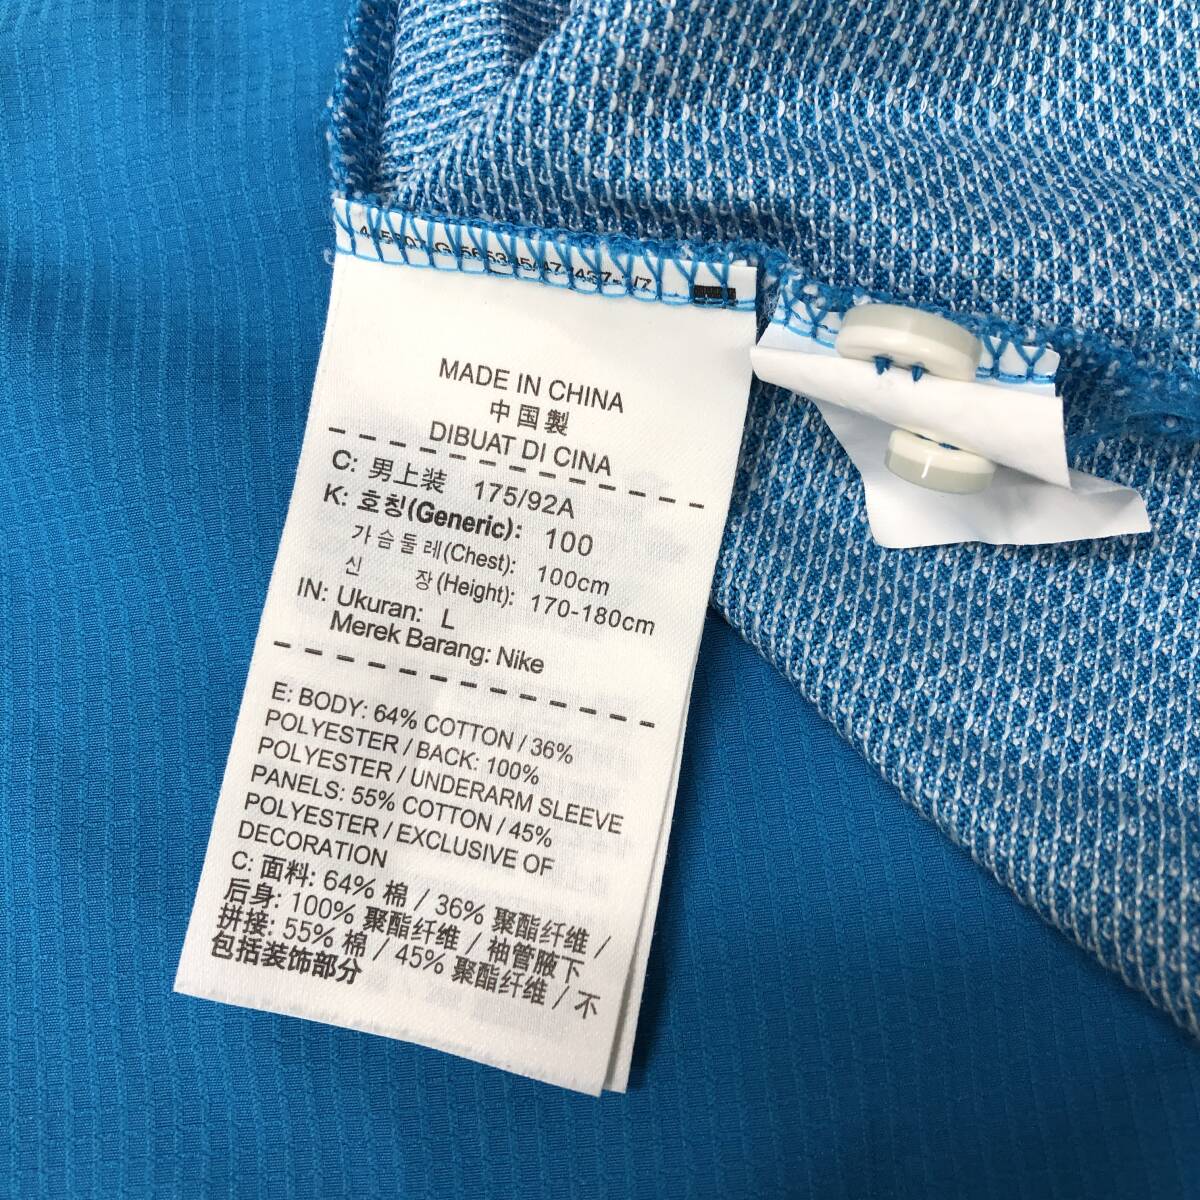 MADE IN CHINA
中国製
DIBUAT DI CINA
C: 男上装 175/92A
K: 호칭(Generic): 100
가슴둘레(Chest): 100cm
신 장(Height): 170-180cm
IN: Ukuran: L
Merek Barang: Nike
E: BODY: 64% COTTON / 36%
POLYESTER / BACK: 100%
POLYESTER / UNDERARM SLEEVE
PANELS: 55% COTTON / 45%
POLYESTER / EXCLUSIVE OF
DECORATION
C: 面料: 64% 棉 / 36% 聚酯纤维 /
后身: 100% 聚酯纤维 / 袖管腋下
拼接: 55% 棉 / 45% 聚酯纤维 / 不
包括装饰部分